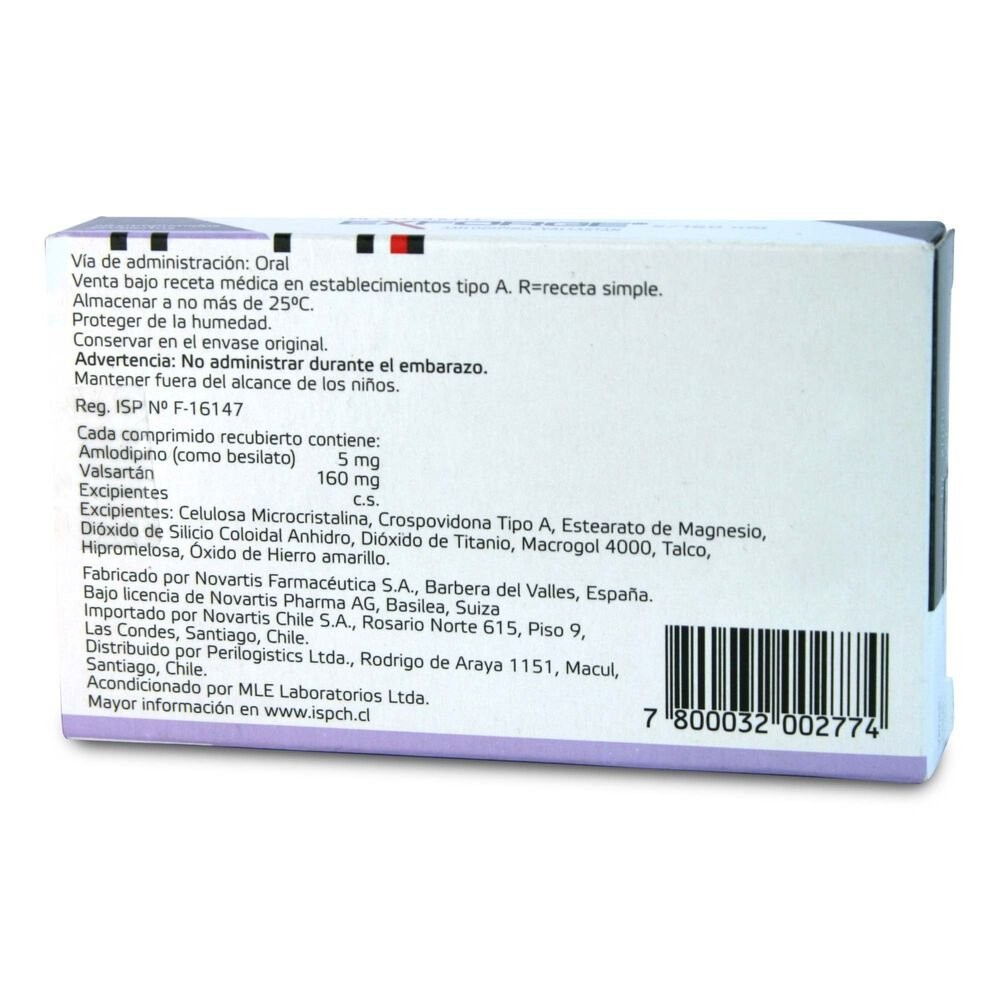 EXFORGE
Vía de administración: Oral
Venta bajo receta médica en establecimientos tipo A. R=receta simple.
Almacenar a no más de 25ºC.
Proteger de la humedad.
Conservar en el envase original.
Advertencia: No administrar durante el embarazo.
Mantener fuera del alcance de los niños.
Reg. ISP Nº F-16147
Cada comprimido recubierto contiene:
Amlodipino (como besilato) 5 mg
Valsartán 160 mg
Excipientes c.s.
Excipientes: Celulosa Microcristalina, Crospovidona Tipo A, Estearato de Magnesio,
Dióxido de Silicio Coloidal Anhidro, Dióxido de Titanio, Macrogol 4000, Talco,
Hipromelosa, Óxido de Hierro amarillo.
Fabricado por Novartis Farmacéutica S.A., Barbera del Valles, España.
Bajo licencia de Novartis Pharma AG, Basilea, Suiza
Importado por Novartis Chile S.A., Rosario Norte 615, Piso 9,
Las Condes, Santiago, Chile.
Distribuido por Perilogistics Ltda., Rodrigo de Araya 1151, Macul,
Santiago, Chile.
Acondicionado por MLE Laboratorios Ltda.
Mayor información en www.ispch.cl
7 800032 002774